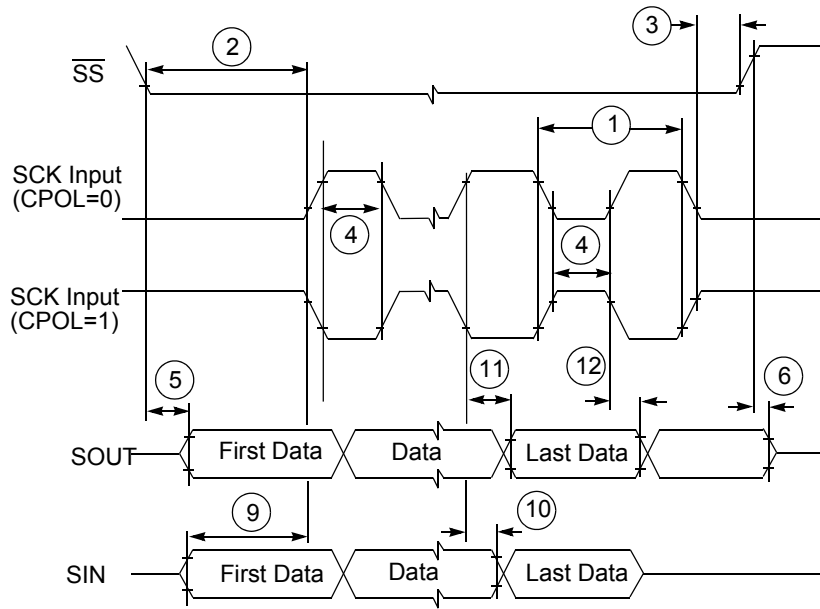 3
2
S̅S̅
1
SCK Input
(CPOL=0)
4
4
SCK Input
(CPOL=1)
5
11
12
6
SOUT
First Data
Data
Last Data
9
10
SIN
First Data
Data
Last Data